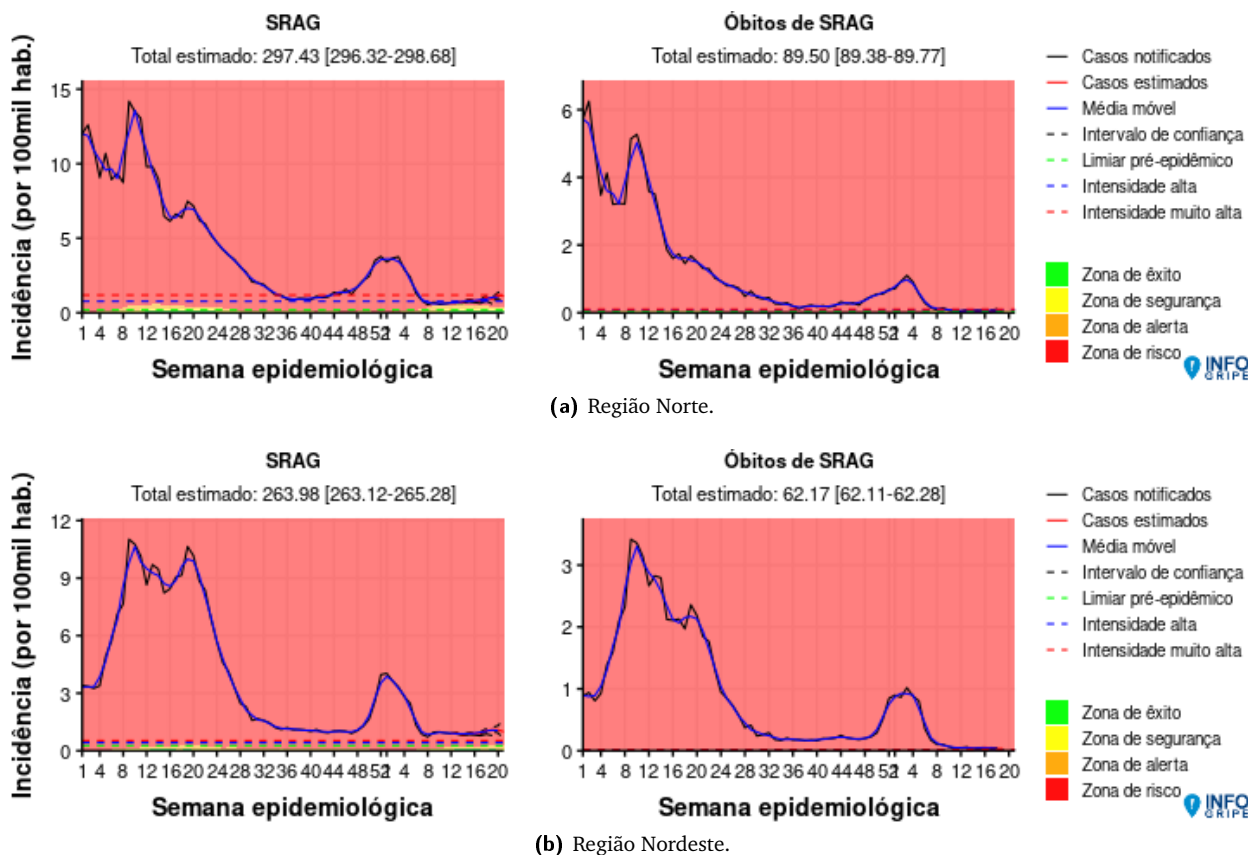 SRAG
Total estimado: 297.43 [296.32-298.68]
Incidência (por 100mil hab.)
15
10
5
0
1 4 8 12 16 20 24 28 32 36 40 44 48 52 1 4 8 12 16 20
Semana epidemiológica
Óbitos de SRAG
Total estimado: 89.50 [89.38-89.77]
6
4
2
0
1 4 8 12 16 20 24 28 32 36 40 44 48 52 1 4 8 12 16 20
Semana epidemiológica
Casos notificados
Casos estimados
Média móvel
Intervalo de confiança
Limiar pré-epidêmico
Intensidade alta
Intensidade muito alta
Zona de êxito
Zona de segurança
Zona de alerta
Zona de risco
INFO
GRIPE
(a) Região Norte.
SRAG
Total estimado: 263.98 [263.12-265.28]
Incidência (por 100mil hab.)
12
9
6
3
0
1 4 8 12 16 20 24 28 32 36 40 44 48 52 1 4 8 12 16 20
Semana epidemiológica
Óbitos de SRAG
Total estimado: 62.17 [62.11-62.28]
3
2
1
0
1 4 8 12 16 20 24 28 32 36 40 44 48 52 1 4 8 12 16 20
Semana epidemiológica
Casos notificados
Casos estimados
Média móvel
Intervalo de confiança
Limiar pré-epidêmico
Intensidade alta
Intensidade muito alta
Zona de êxito
Zona de segurança
Zona de alerta
Zona de risco
INFO
GRIPE
(b) Região Nordeste.